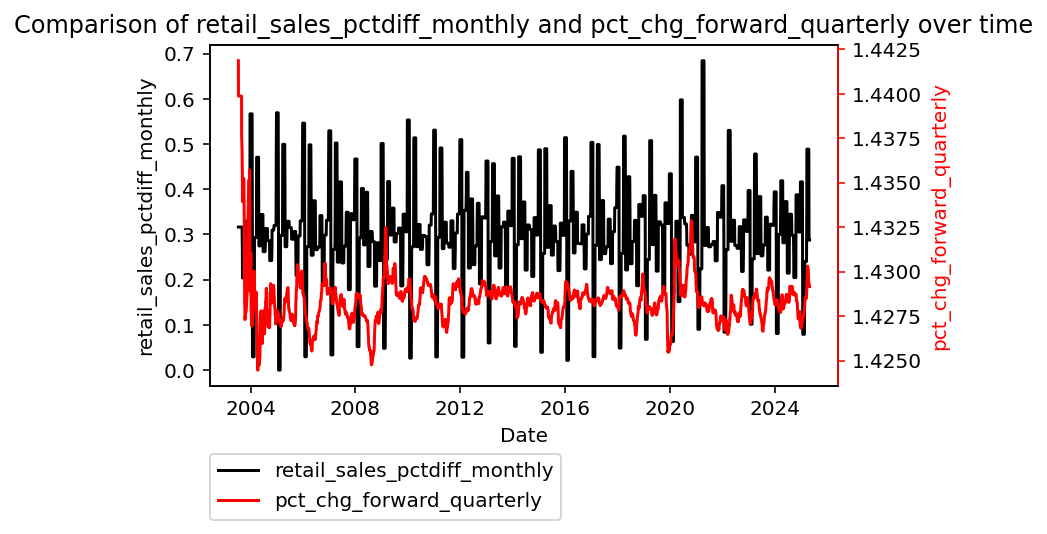 Comparison of retail_sales_pctdiff_monthly and pct_chg_forward_quarterly over time
retail_sales_pctdiff_monthly
0.7
0.6
0.5
0.4
0.3
0.2
0.1
0.0
1.4425
1.4400
1.4375
1.4350
1.4325
1.4300
1.4275
1.4250
pct_chg_forward_quarterly
2004 2008 2012 2016 2020 2024
Date
retail_sales_pctdiff_monthly
pct_chg_forward_quarterly